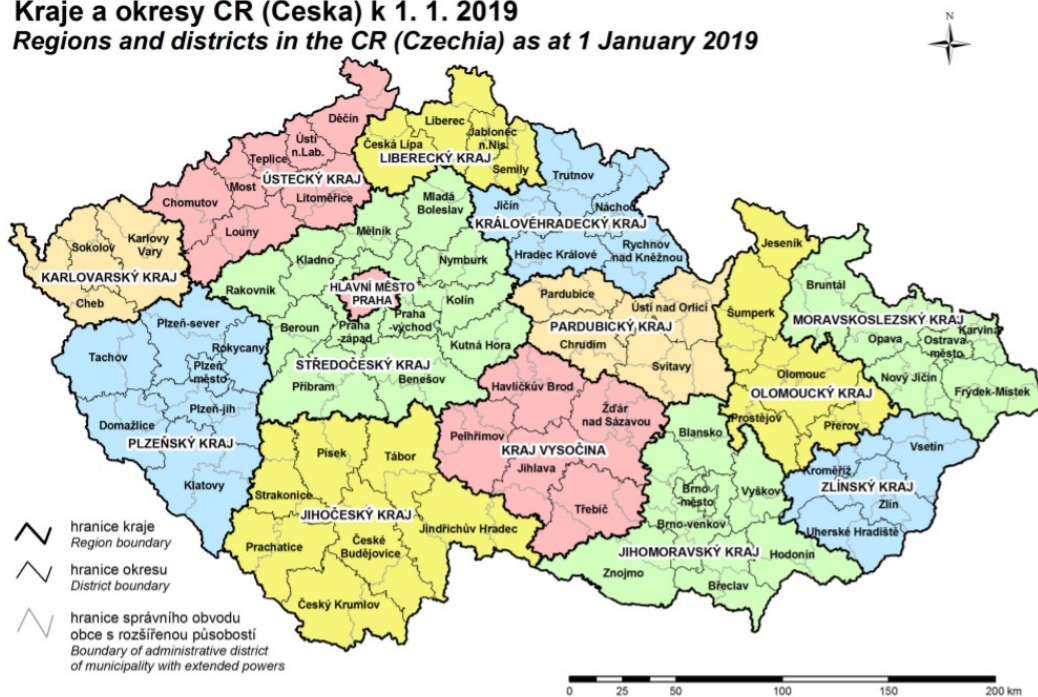 Kraje a okresy ČR (Česka) k 1. 1. 2019
Regions and districts in the CR (Czechia) as at 1 January 2019
N
Děčín
Ústí
n.Lab.
Teplice
ÚSTECKÝ KRAJ
Most
Litoměřice
Chomutov
Louny
Liberec
Česká Lípa
Jablonec
n.Nis.
LIBERECKÝ KRAJ
Semily
Trutnov
Jičín
Náchod
KRÁLOVÉHRADECKÝ KRAJ
Hradec Králové
Rychnov
nad Kněžnou
Karlovy
Vary
Sokolov
KARLOVARSKÝ KRAJ
Cheb
Mladá
Boleslav
Mělník
Kladno
Nymburk
Rakovník
HLAVNÍ MĚSTO
PRAHA
Kolín
Beroun
Praha
západ
Praha
-východ
Kutná Hora
STŘEDOČESKÝ KRAJ
Příbram
Benešov
Pardubice
Ústí nad Orlicí
PARDUBICKÝ KRAJ
Chrudim
Svitavy
Jeseník
Šumperk
Olomouc
OLOMOUCKÝ KRAJ
Prostějov
Přerov
Bruntál
MORAVSKOSLEZSKÝ KRAJ
Karviná
Opava
Ostrava-
město
Nový Jičín
Frýdek-Místek
Plzeň-sever
Rokycany
Tachov
Plzeň-
město
Plzeň-jih
Domažlice
PLZEŇSKÝ KRAJ
Klatovy
Havlíčkův Brod
Žďár
nad Sázavou
Pelhřimov
KRAJ VYSOČINA
Jihlava
Třebíč
Písek
Tábor
Strakonice
JIHOČESKÝ KRAJ
Jindřichův Hradec
Prachatice
České
Budějovice
Český Krumlov
Blansko
Brno-
město
Vyškov
Brno-venkov
JIHOMORAVSKÝ KRAJ
Hodonín
Znojmo
Břeclav
Vsetín
Kroměříž
ZLÍNSKÝ KRAJ
Zlín
Uherské Hradiště
hranice kraje
Region boundary
hranice okresu
District boundary
hranice správního obvodu
obce s rozšířenou působostí
Boundary of administrative district
of municipality with extended powers
0 25 50 100 150 200 km